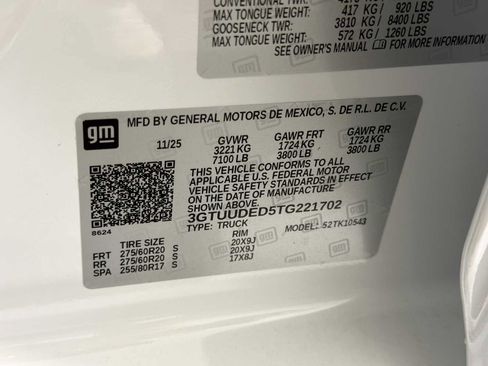 CONVENTIONAL TWR:
MAX TONGUE WEIGHT: 417 KG / 920 LBS
GOOSENECK TWR: 3810 KG / 8400 LBS
MAX TONGUE WEIGHT: 572 KG / 1260 LBS
SEE OWNER'S MANUAL gm FOR MORE INFORMATION
gm MFD BY GENERAL MOTORS DE MEXICO, S. DE R.L. DE C.V.
11/25 GVWR GAWR FRT GAWR RR
3221 KG 1724 KG 1724 KG
7100 LB 3800 LB 3800 LB
THIS VEHICLE CONFORMS TO ALL
APPLICABLE U.S. FEDERAL MOTOR
VEHICLE SAFETY STANDARDS IN EFFECT
ON THE DATE OF MANUFACTURE
SHOWN ABOVE.
3GTUUDED5TG221702
8624 TYPE: TRUCK MODEL: 52TK10543
TIRE SIZE RIM
FRT 275/60R20 S 20X9J
RR 275/60R20 S 20X9J
SPA 255/80R17 S 17X8J